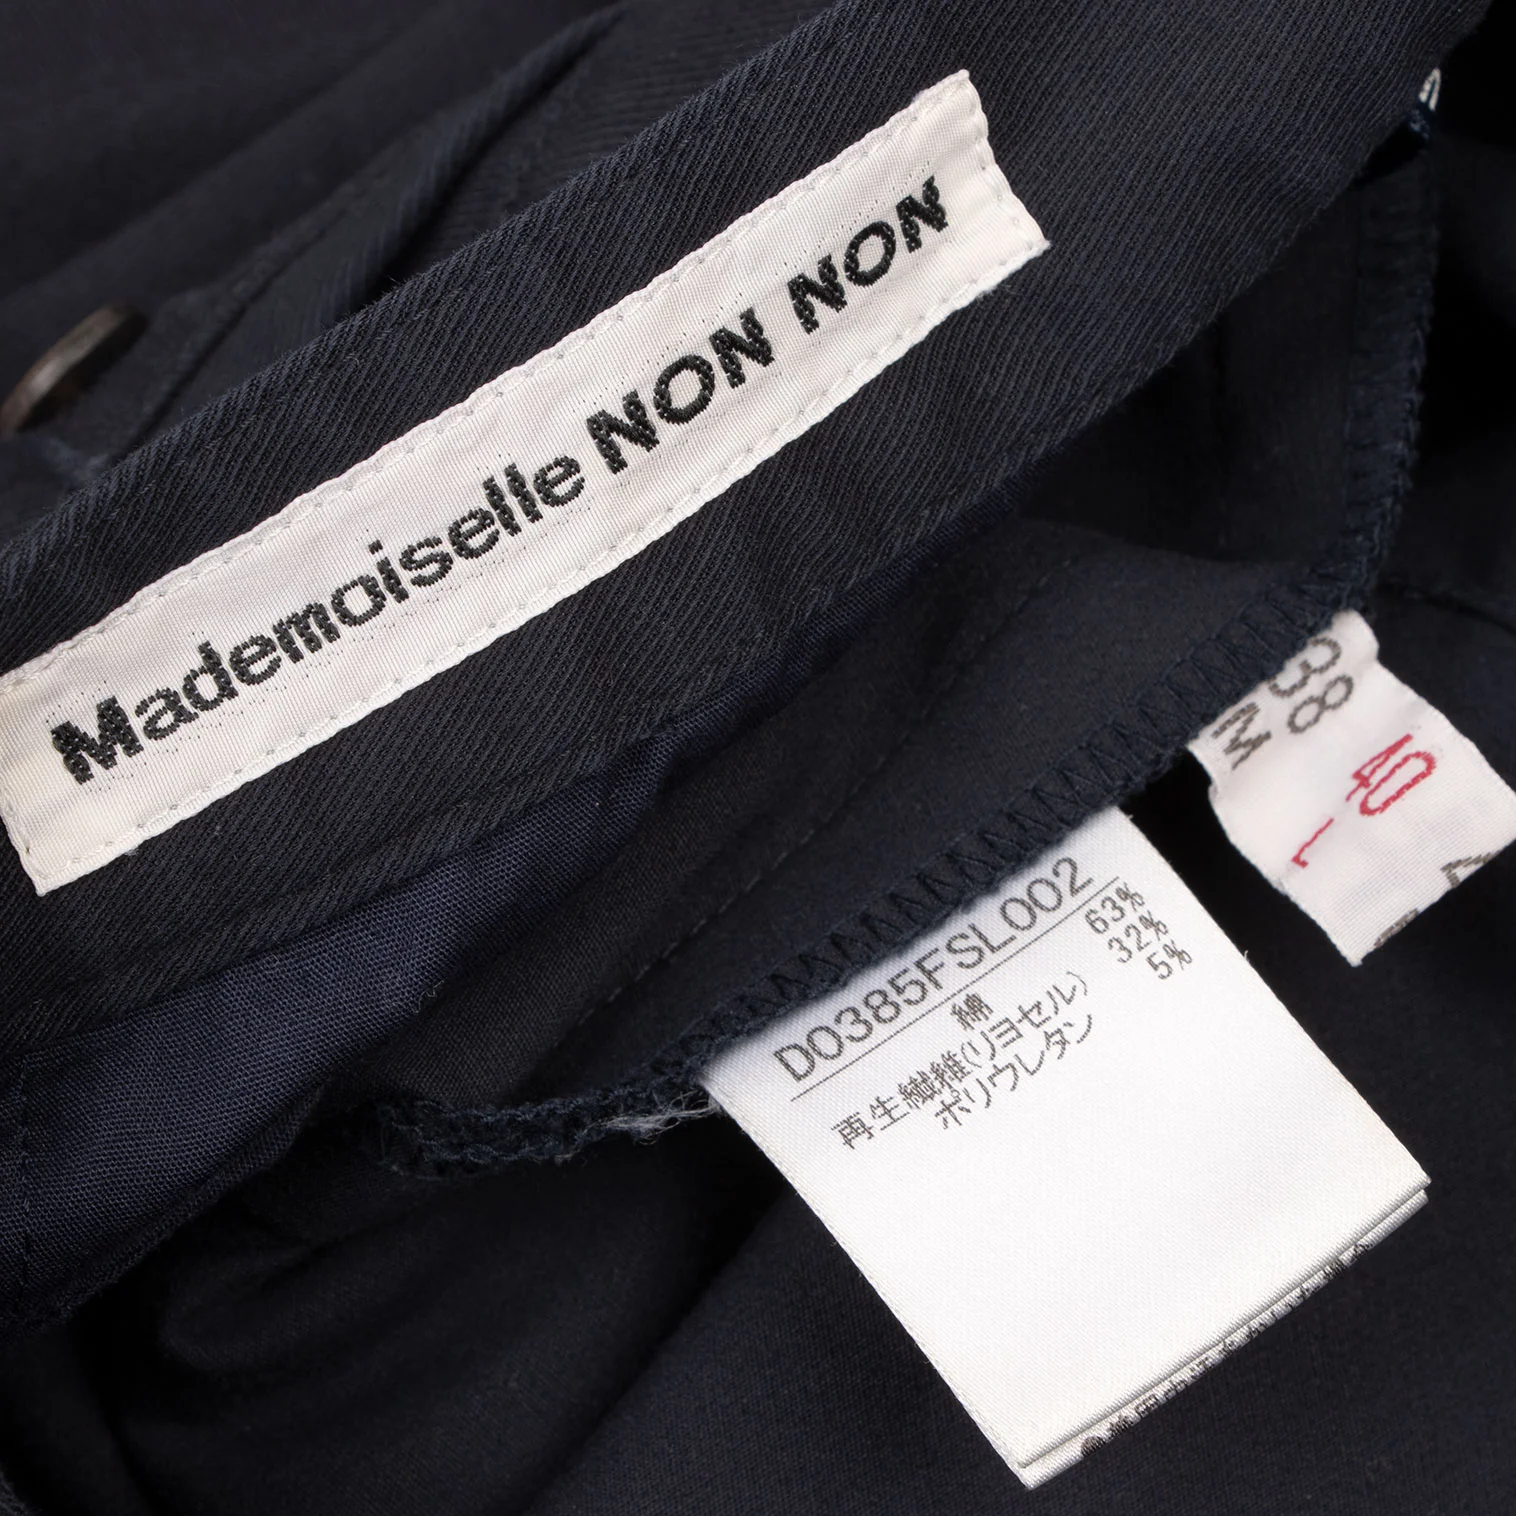 Mademoiselle NON NON
38
M
40
L
D0385FSL002
綿 63%
再生繊維(リヨセル) 32%
ポリウレタン 5%